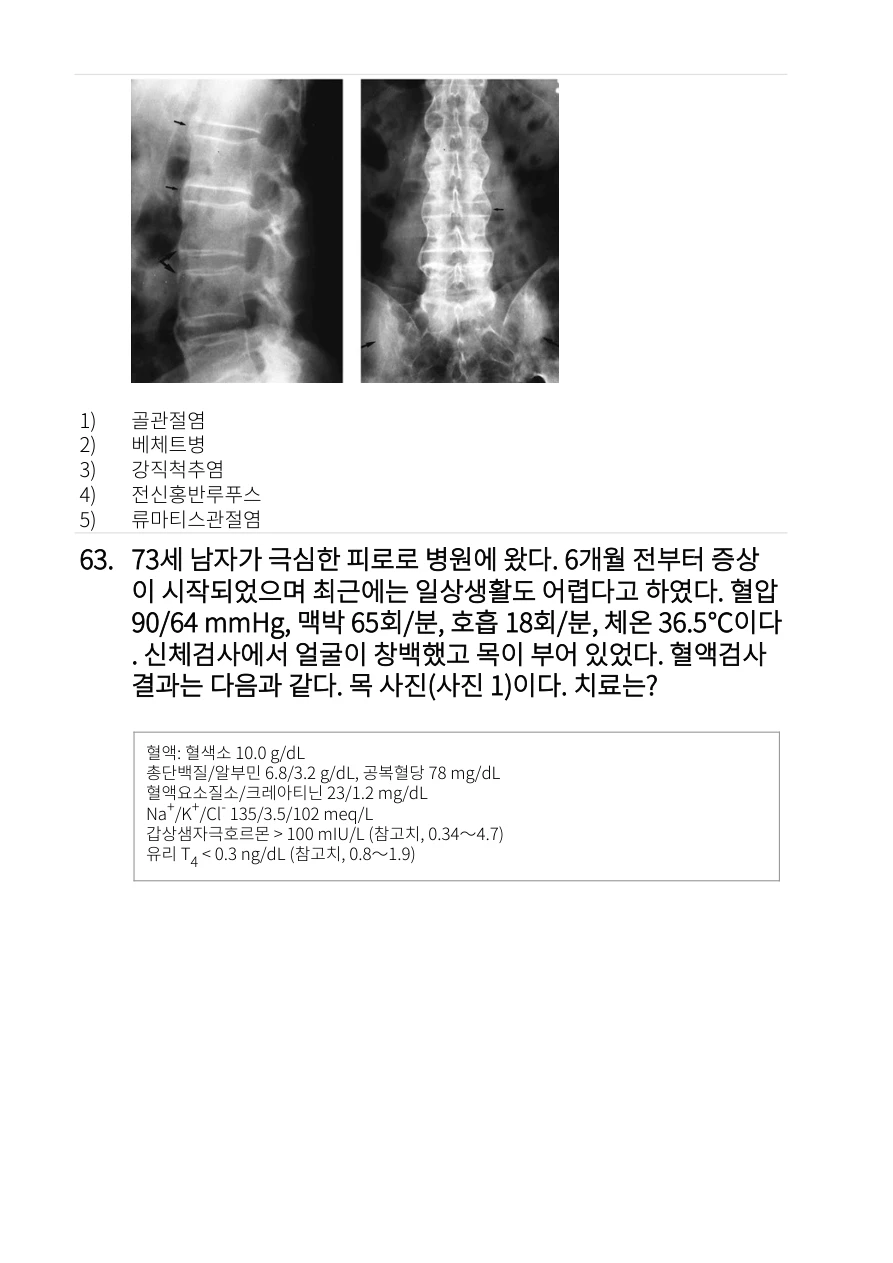 1) 골관절염
2) 베체트병
3) 강직척추염
4) 전신홍반루푸스
5) 류마티스관절염
63. 73세 남자가 극심한 피로로 병원에 왔다. 6개월 전부터 증상
이 시작되었으며 최근에는 일상생활도 어렵다고 하였다. 혈압
90/64 mmHg, 맥박 65회/분, 호흡 18회/분, 체온 36.5℃이다
. 신체검사에서 얼굴이 창백했고 목이 부어 있었다. 혈액검사
결과는 다음과 같다. 목 사진(사진 1)이다. 치료는?
혈액: 혈색소 10.0 g/dL
총단백질/알부민 6.8/3.2 g/dL, 공복혈당 78 mg/dL
혈액요소질소/크레아티닌 23/1.2 mg/dL
Na⁺/K⁺/Cl⁻ 135/3.5/102 meq/L
갑상샘자극호르몬 > 100 mIU/L (참고치, 0.34～4.7)
유리 T₄ < 0.3 ng/dL (참고치, 0.8～1.9)